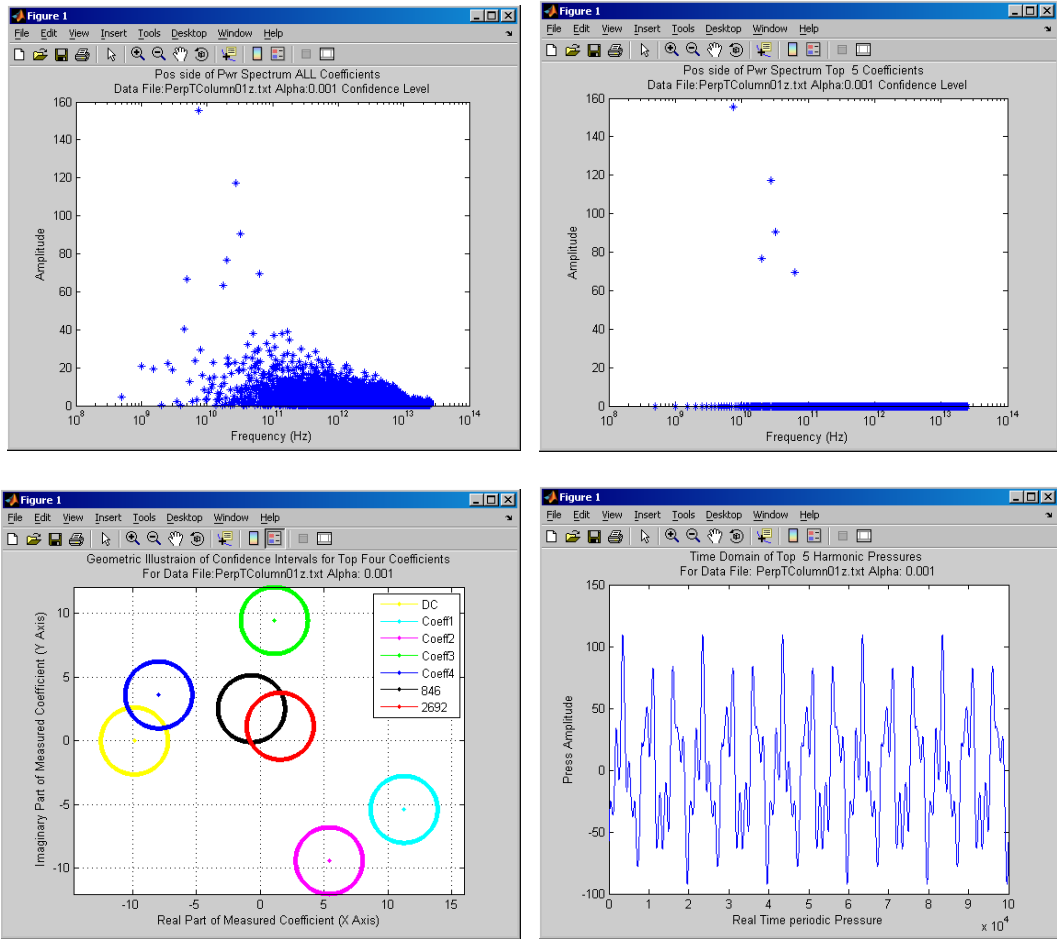 Figure 1
File Edit View Insert Tools Desktop Window Help
Pos side of Pwr Spectrum ALL Coefficients
Data File:PerpTColumn01z.txt Alpha:0.001 Confidence Level
160
140
120
100
80
60
40
20
0
Amplitude
10^8 10^9 10^10 10^11 10^12 10^13 10^14
Frequency (Hz)
Figure 1
File Edit View Insert Tools Desktop Window Help
Pos side of Pwr Spectrum Top 5 Coefficients
Data File:PerpTColumn01z.txt Alpha:0.001 Confidence Level
160
140
120
100
80
60
40
20
0
Amplitude
10^8 10^9 10^10 10^11 10^12 10^13 10^14
Frequency (Hz)
Figure 1
File Edit View Insert Tools Desktop Window Help
Geometric Illustraion of Confidence Intervals for Top Four Coefficients
For Data File:PerpTColumn01z.txt Alpha: 0.001
10
5
0
-5
-10
Imaginary Part of Measured Coefficient (Y Axis)
DC
Coeff1
Coeff2
Coeff3
Coeff4
846
2692
-10 -5 0 5 10 15
Real Part of Measured Coefficient (X Axis)
Figure 1
File Edit View Insert Tools Desktop Window Help
Time Domain of Top 5 Harmonic Pressures
For Data File: PerpTColumn01z.txt Alpha: 0.001
150
100
50
0
-50
-100
Press Amplitude
0 1 2 3 4 5 6 7 8 9 10
Real Time periodic Pressure
x 10^4